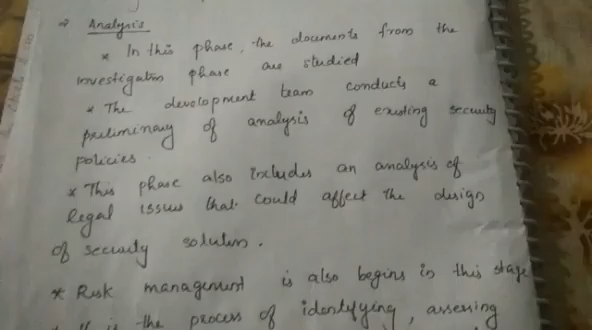 ⇒ Analysis
* In this phase, the documents from the
investigation phase are studied
* The development team conducts a
preliminary of analysis of existing security
policies.
* This phase also includes an analysis of
legal issues that could affect the design
of security solution.
* Risk management is also begins in this stage
is the process of identifying, assessing